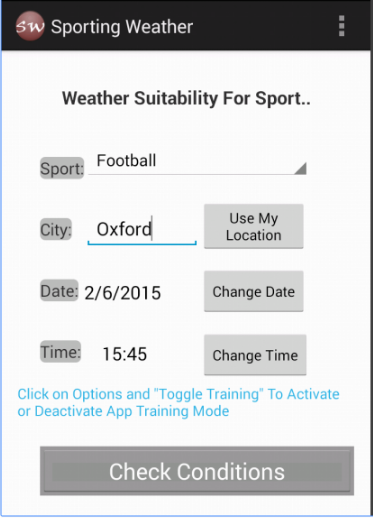 SW Sporting Weather
Weather Suitability For Sport..
Sport: Football
City: Oxford Use My
Location
Date: 2/6/2015 Change Date
Time: 15:45 Change Time
Click on Options and "Toggle Training" To Activate
or Deactivate App Training Mode
Check Conditions